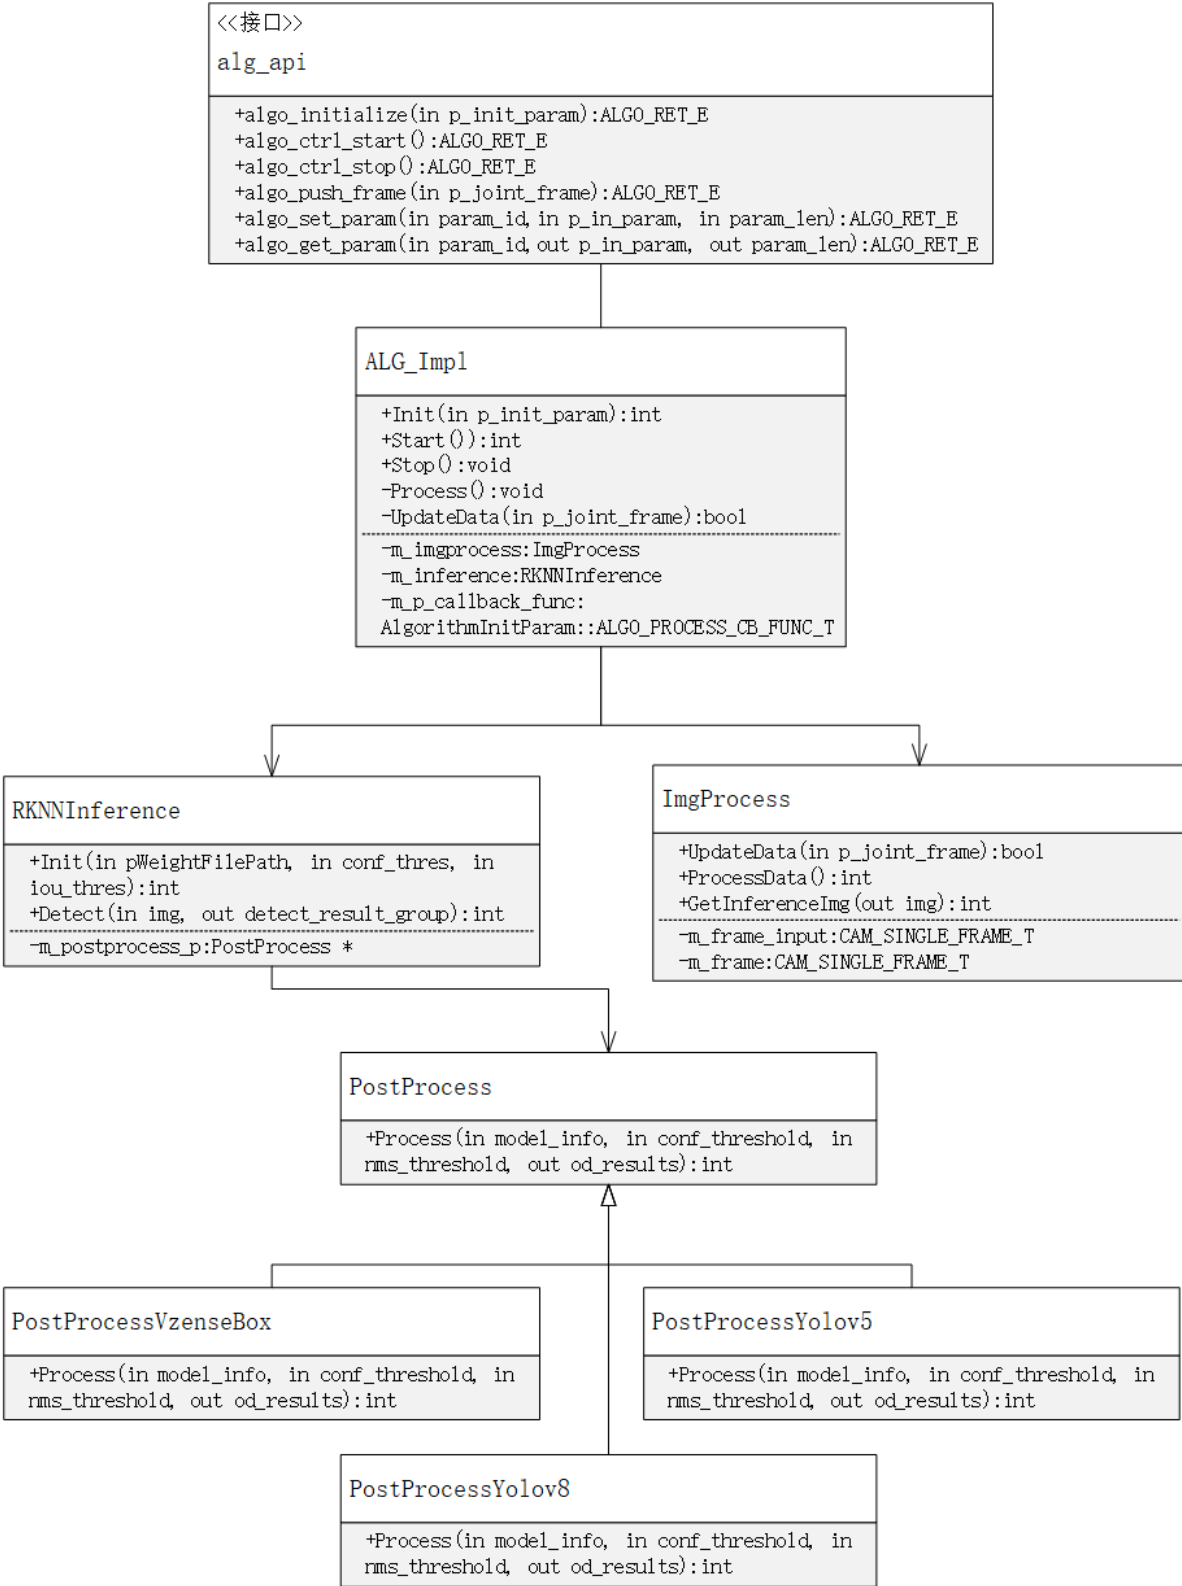 <<接口>>
alg_api
+algo_initialize(in p_init_param):ALGO_RET_E
+algo_ctrl_start():ALGO_RET_E
+algo_ctrl_stop():ALGO_RET_E
+algo_push_frame(in p_joint_frame):ALGO_RET_E
+algo_set_param(in param_id,in p_in_param, in param_len):ALGO_RET_E
+algo_get_param(in param_id,out p_in_param, out param_len):ALGO_RET_E
ALG_Impl
+Init(in p_init_param):int
+Start()):int
+Stop():void
-Process():void
-UpdateData(in p_joint_frame):bool
-m_imgprocess:ImgProcess
-m_inference:RKNNInference
-m_p_callback_func:
AlgorithmInitParam::ALGO_PROCESS_CB_FUNC_T
RKNNInference
+Init(in pWeightFilePath, in conf_thres, in
iou_thres):int
+Detect(in img, out detect_result_group):int
-m_postprocess_p:PostProcess *
ImgProcess
+UpdateData(in p_joint_frame):bool
+ProcessData():int
+GetInferenceImg(out img):int
-m_frame_input:CAM_SINGLE_FRAME_T
-m_frame:CAM_SINGLE_FRAME_T
PostProcess
+Process(in model_info, in conf_threshold, in
nms_threshold, out od_results):int
PostProcessVzenseBox
+Process(in model_info, in conf_threshold, in
nms_threshold, out od_results):int
PostProcessYolov5
+Process(in model_info, in conf_threshold, in
nms_threshold, out od_results):int
PostProcessYolov8
+Process(in model_info, in conf_threshold, in
nms_threshold, out od_results):int